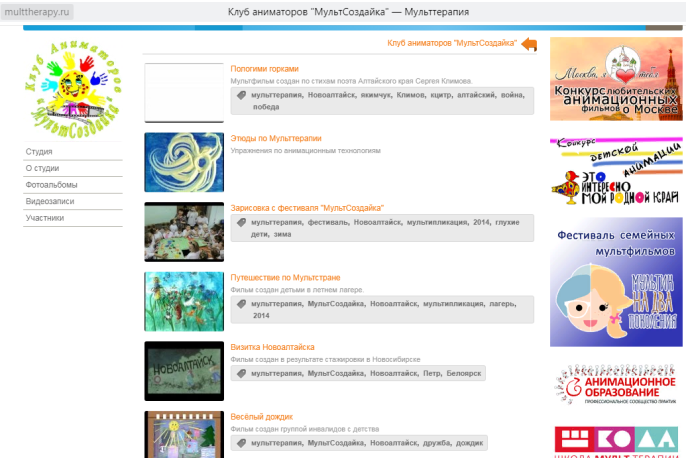 multtherapy.ru
Клуб аниматоров "МультСоздайка" — Мульттерапия
Клуб Аниматоров
МультСоздайка
Студия
О студии
Фотоальбомы
Видеозаписи
Участники
Клуб аниматоров "МультСоздайка"
Пологими горками
Мультфильм создан по стихам поэта Алтайского края Сергея Климова.
мульттерапия, Новоалтайск, якимчук, Климов, кцитр, алтайский, война,
победа
Этюды по Мульттерапии
Упражнения по анимационным технологиям
Зарисовка с фестиваля "МультСоздайка"
мульттерапия, фестиваль, Новоалтайск, мультипликация, 2014, глухие
дети, зима
Путешествие по Мультстране
Фильм создан детьми в летнем лагере.
мульттерапия, МультСоздайка, Новоалтайск, мультипликация, лагерь,
2014
Визитка Новоалтайска
Фильм создан в результате стажировки в Новосибирске
мульттерапия, МультСоздайка, Новоалтайск, Петр, Белоярск
НОВОАЛТАЙСК
Весёлый дождик
Фильм создан группой инвалидов с детства
мульттерапия, МультСоздайка, Новоалтайск, дружба, дождик
Москва, я тебя
Конкурс любительских
анимационных
фильмов о Москве
Конкурс
детской
анимации
ЭТО
ИНТЕРЕСНО
МОЙ РОДНОЙ КРАЙ
Фестиваль семейных
мультфильмов
МУЛЬТИК
НА ДВА
ПОКОЛЕНИЯ
АНИМАЦИОННОЕ
ОБРАЗОВАНИЕ
ПРОФЕССИОНАЛЬНОЕ СООБЩЕСТВО ПРАКТИК
ШКОЛА
ШКОЛА МУЛЬТТЕРАПИИ